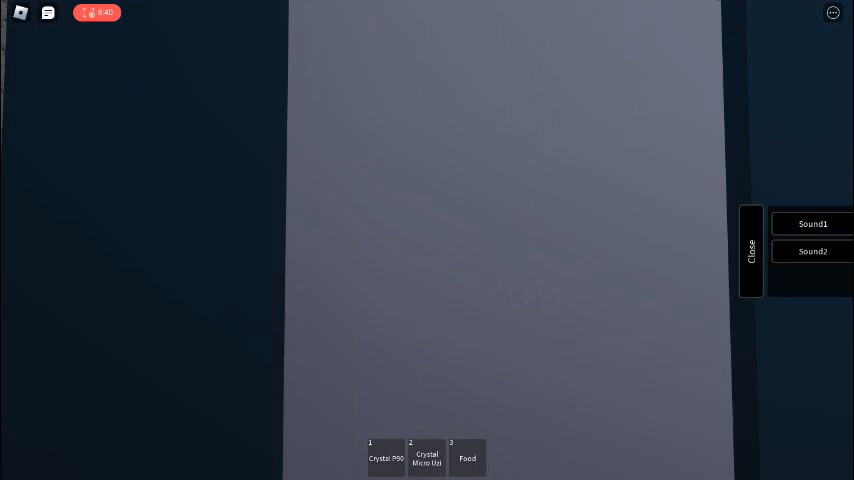 6:40
Sound1
Close
Sound2
1
2
3
Crystal P90
Crystal
Micro Uzi
Food